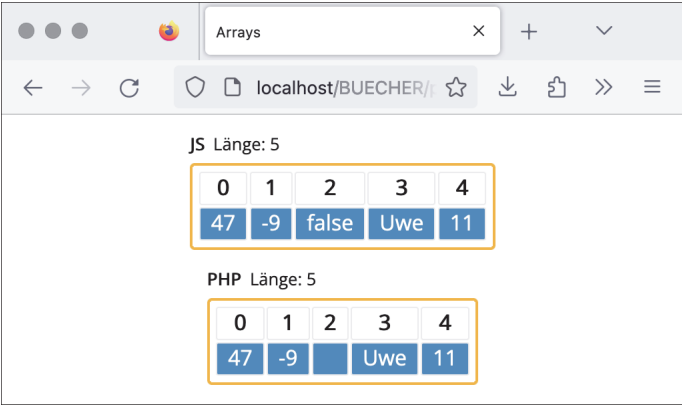 Arrays
localhost/BUECHER/
JS Länge: 5
0 1 2 3 4
47 -9 false Uwe 11
PHP Länge: 5
0 1 2 3 4
47 -9 Uwe 11